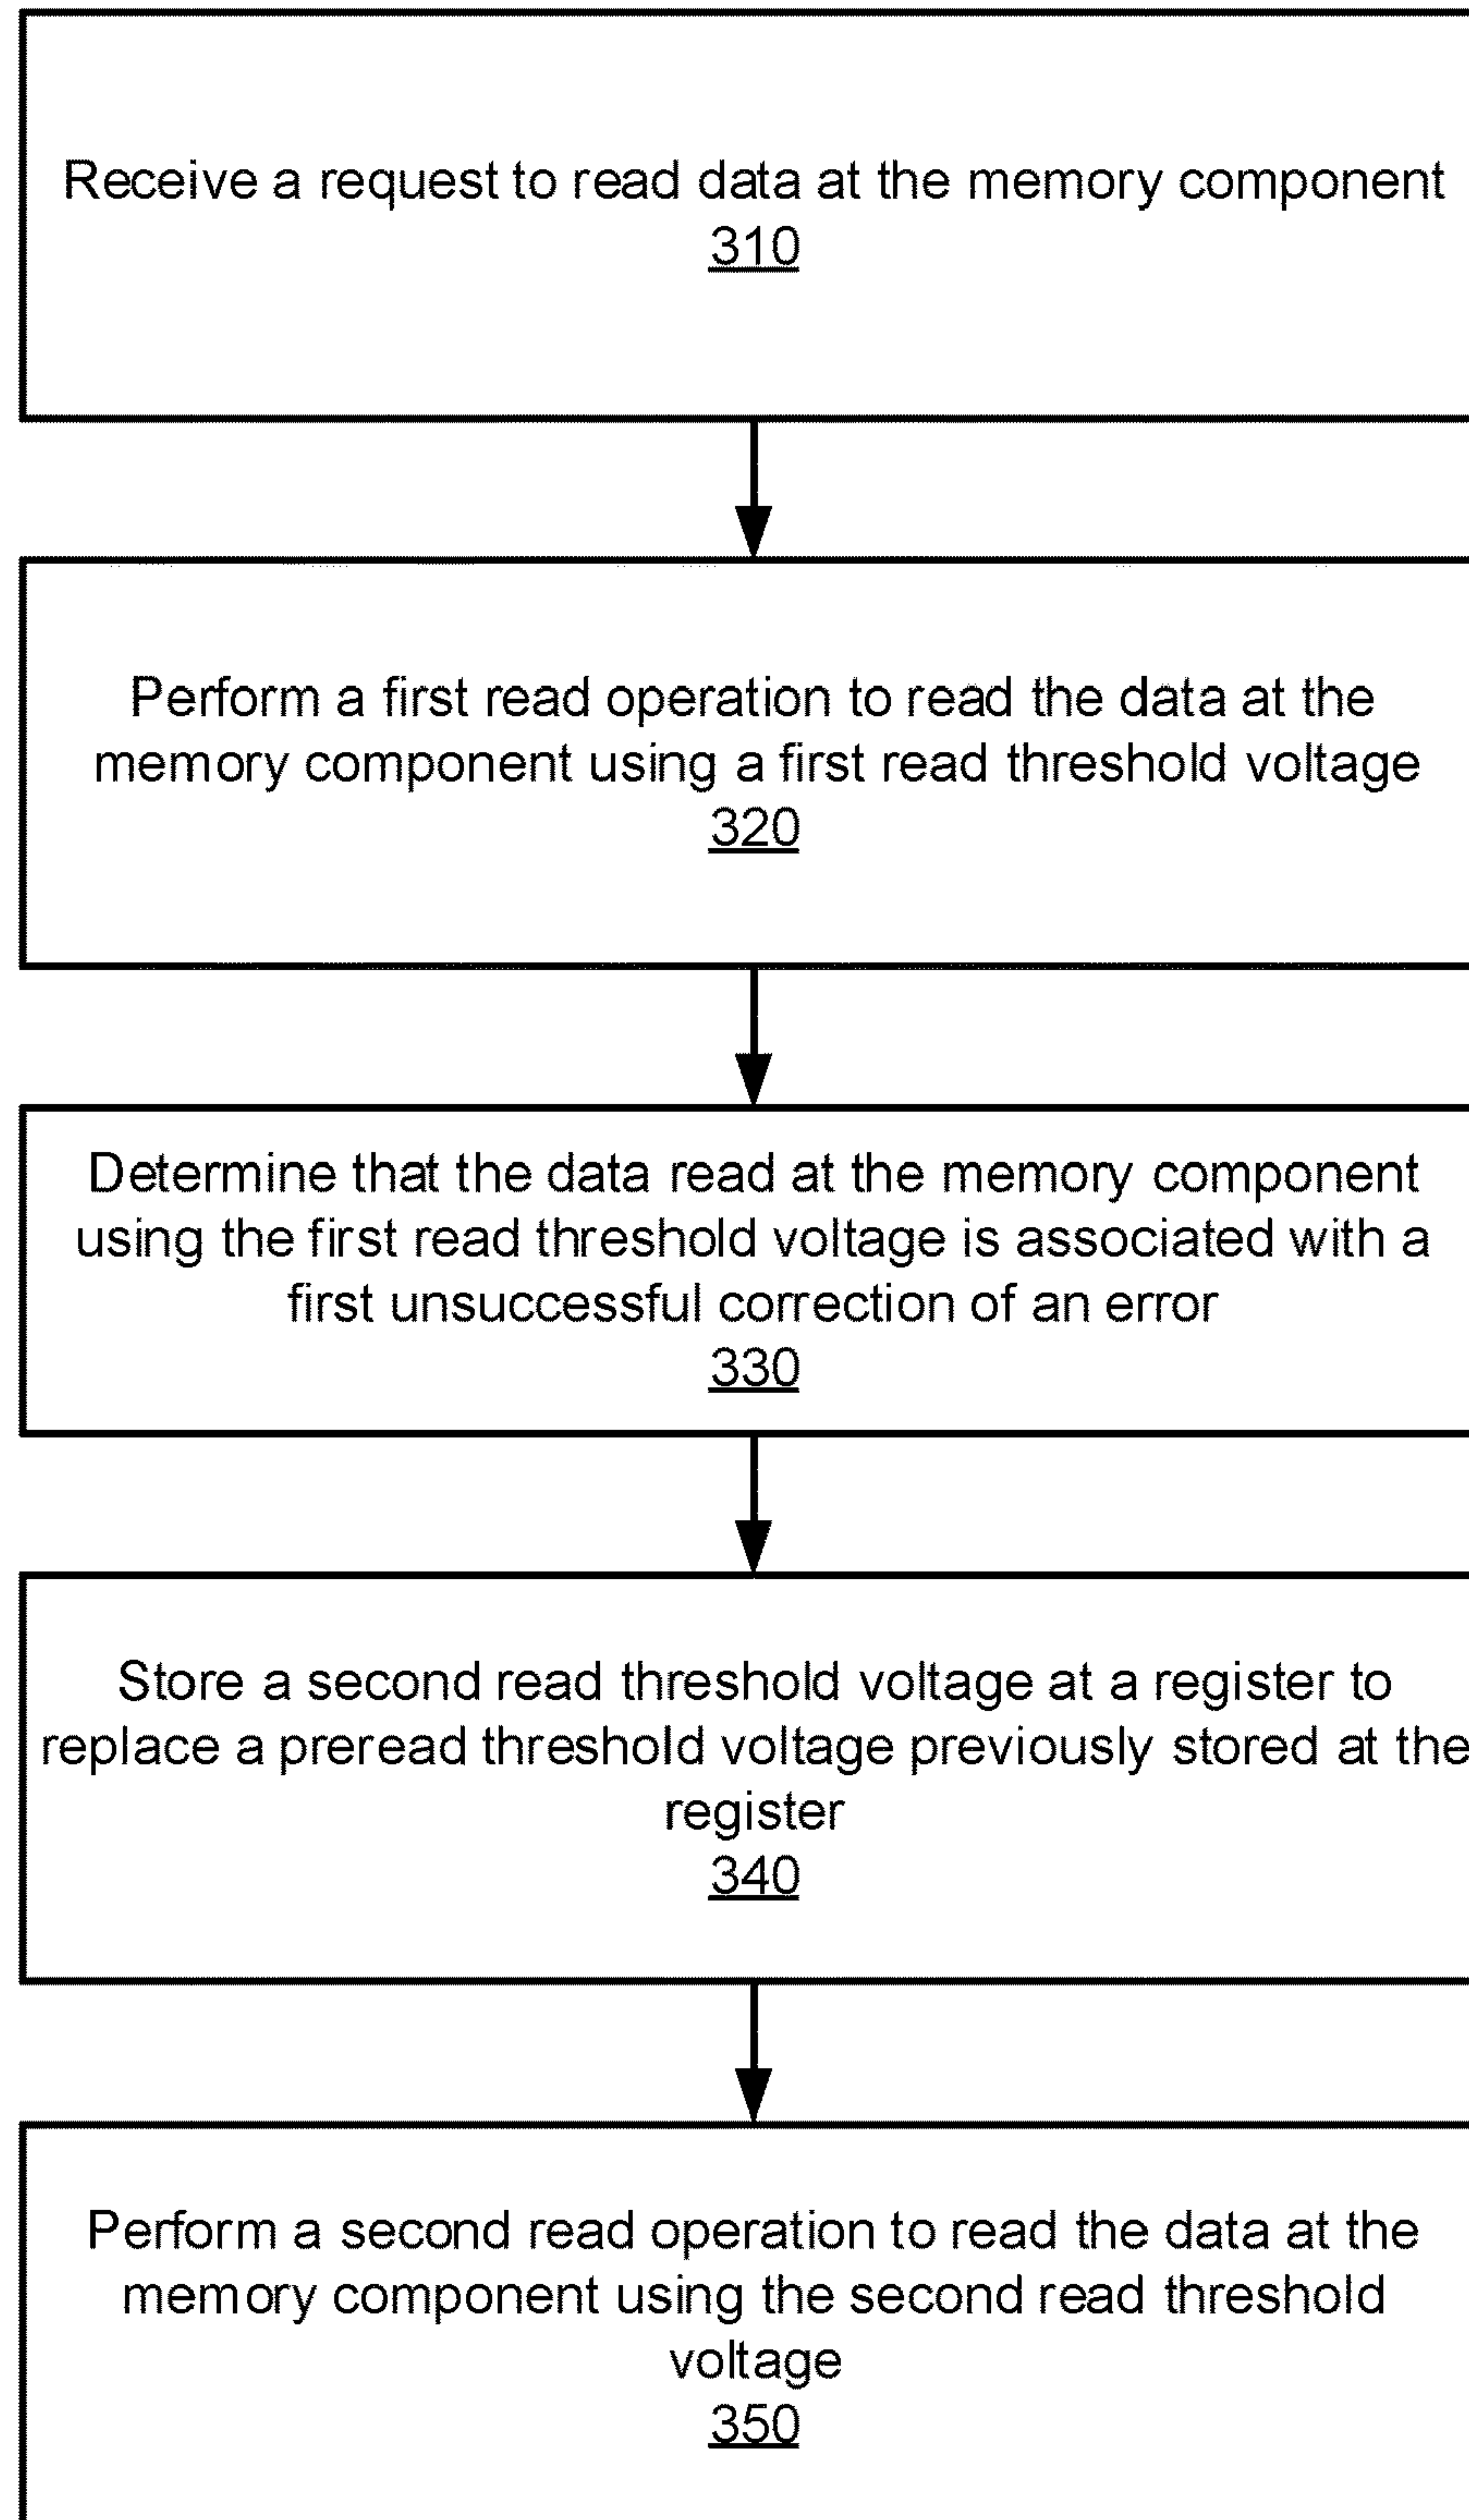 Receive a request to read data at the memory component
310
Perform a first read operation to read the data at the
memory component using a first read threshold voltage
320
Determine that the data read at the memory component
using the first read threshold voltage is associated with a
first unsuccessful correction of an error
330
Store a second read threshold voltage at a register to
replace a preread threshold voltage previously stored at the
register
340
Perform a second read operation to read the data at the
memory component using the second read threshold
voltage
350